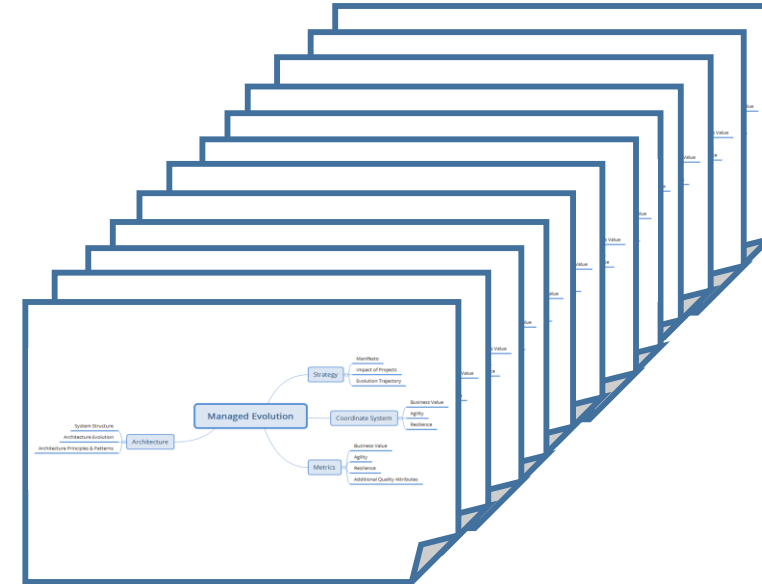 Managed Evolution
Strategy
Manifesto
Impact of Projects
Evolution Trajectory
Coordinate System
Business Value
Agility
Resilience
Metrics
Business Value
Agility
Resilience
Additional Quality Attributes
Architecture
System Structure
Architecture Evolution
Architecture Principles & Patterns